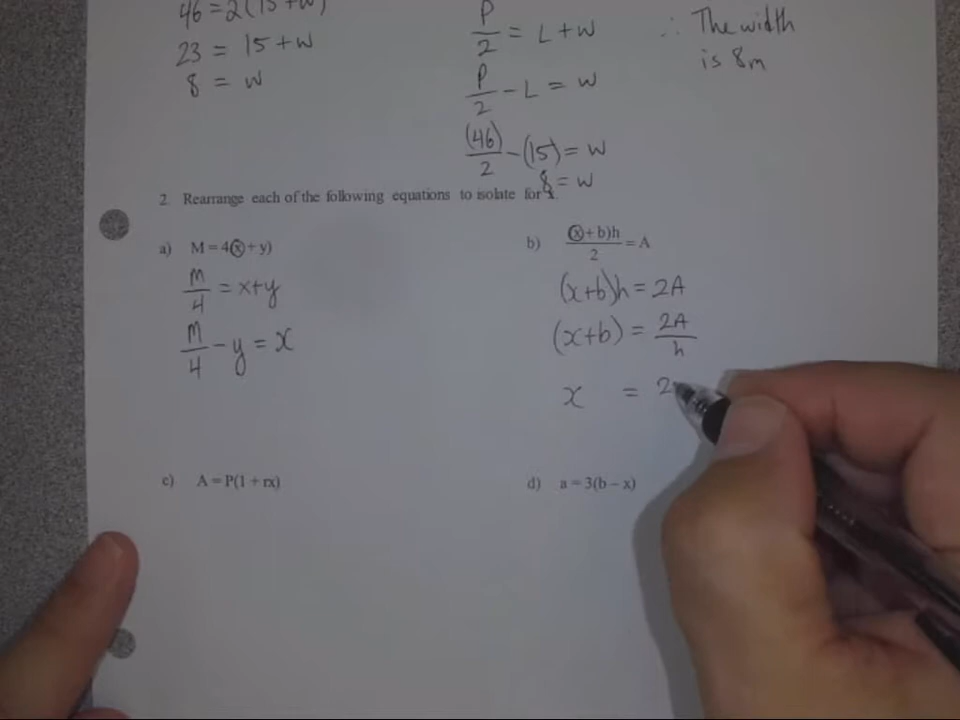 46 = 2(15 + W)
23 = 15 + W
8 = W
P/2 = L + W
P/2 - L = W
(46)/2 - (15) = W
8 = W
∴ The width
is 8m
2. Rearrange each of the following equations to isolate for x.
a) M = 4(x + y)
M/4 = x + y
M/4 - y = x
b) (x + b)h/2 = A
(x+b)h = 2A
(x+b) = 2A/h
x = 2
c) A = P(1 + rx)
d) a = 3(b – x)